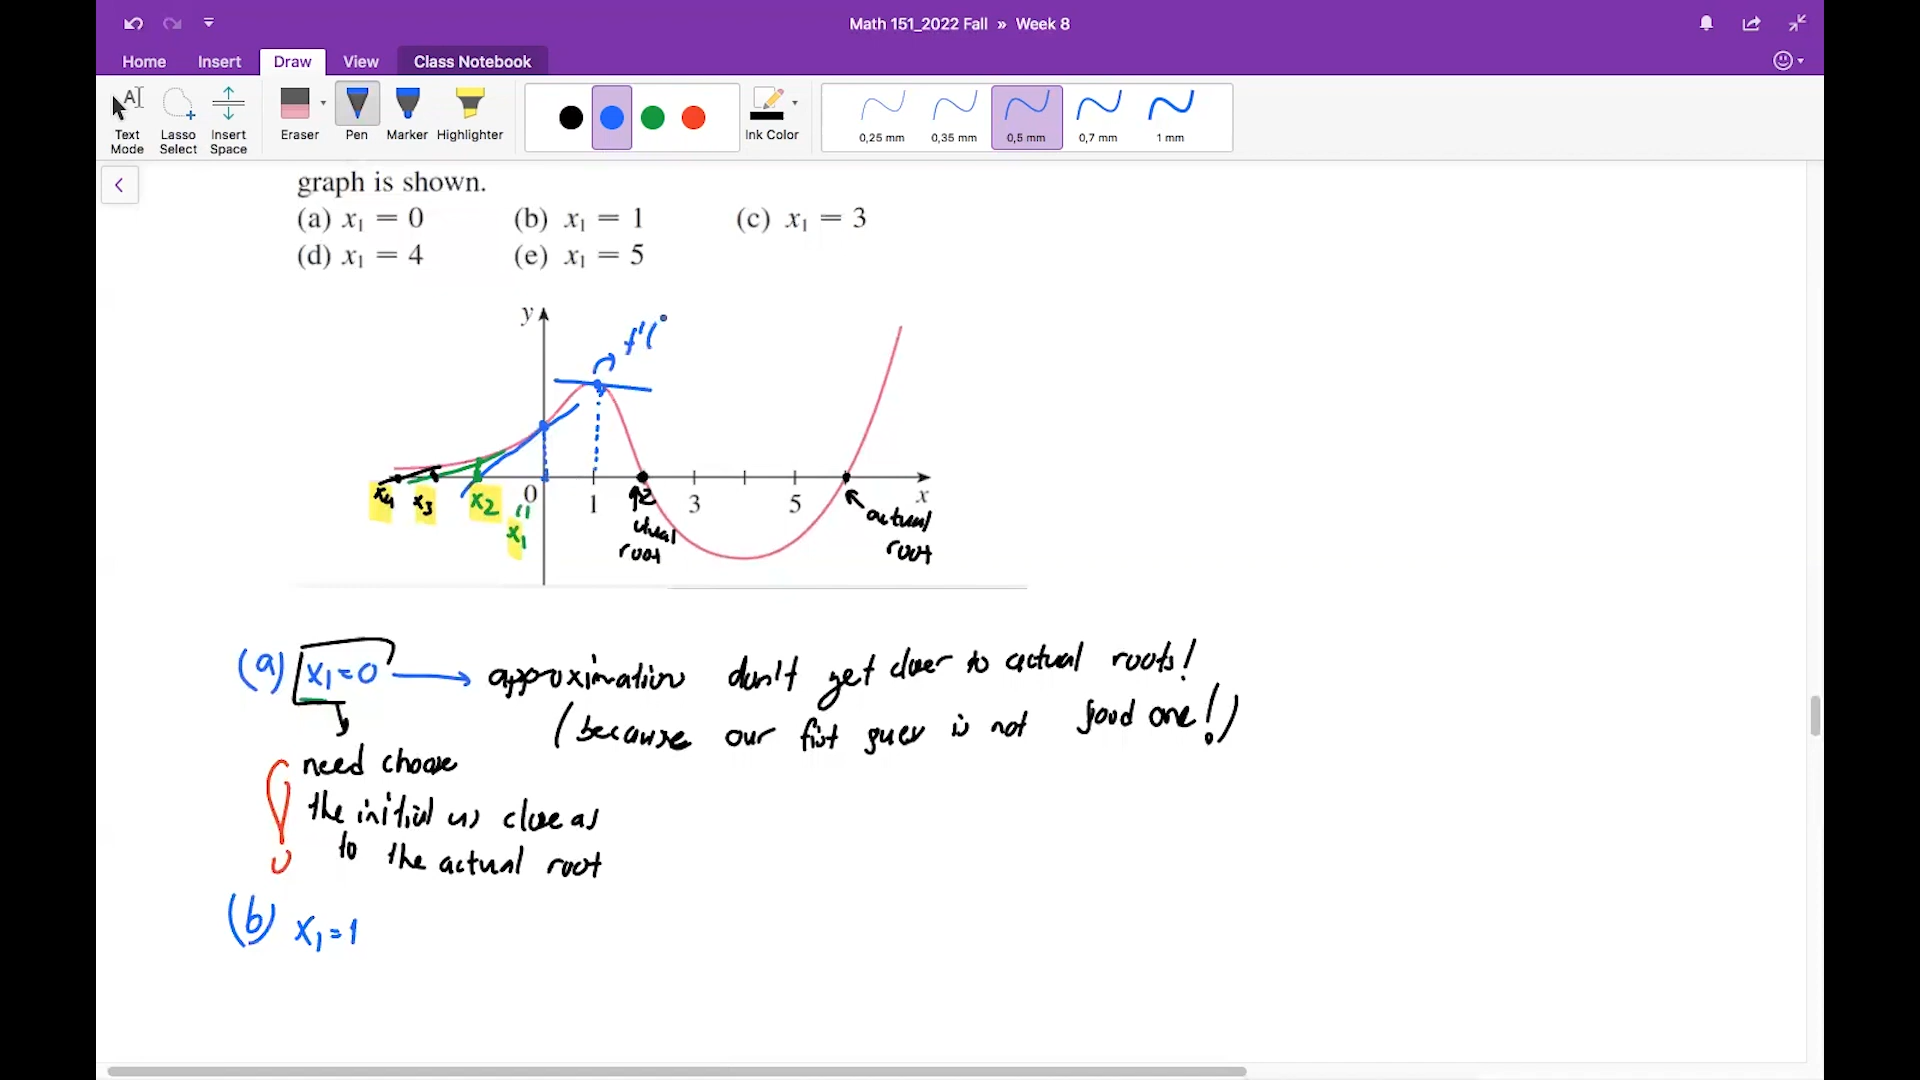 Math 151_2022 Fall » Week 8
Home Insert Draw View Class Notebook
Text Mode
Lasso Select
Insert Space
Eraser
Pen
Marker
Highlighter
Ink Color
0,25 mm
0,35 mm
0,5 mm
0,7 mm
1 mm
graph is shown.
(a) x₁ = 0 (b) x₁ = 1 (c) x₁ = 3
(d) x₁ = 4 (e) x₁ = 5
y
f'(
x₄ x₃ x₂ 0 1 2 3 5 x
x₁
actual
root
root
(a) x₁=0 → approximation don't get closer to actual roots!
(because our first guess is not good one!)
need choose
the initial as close as
to the actual root
(b) x₁=1